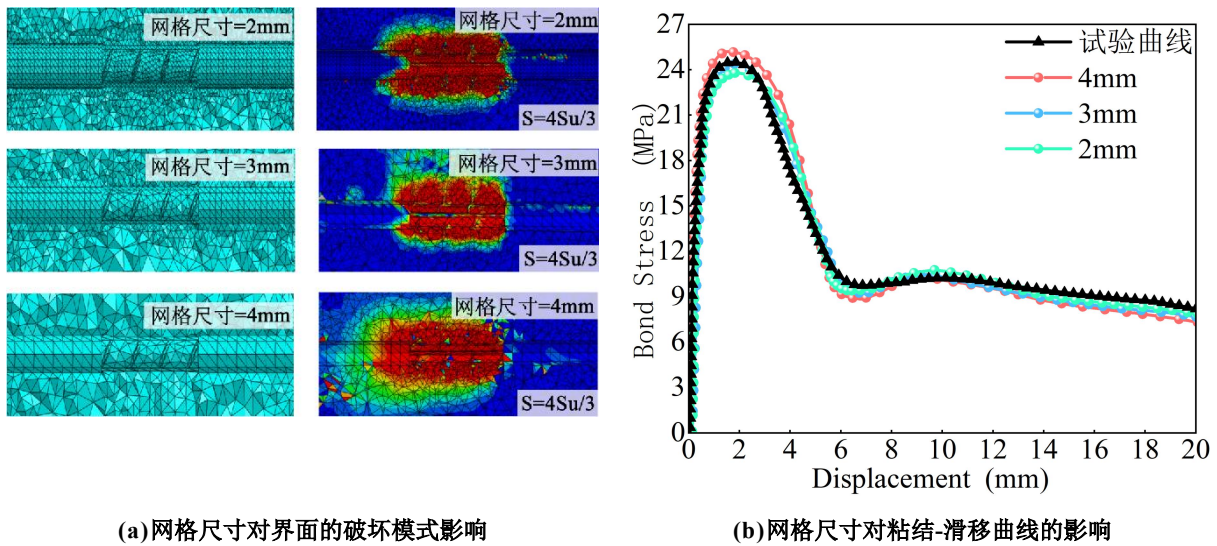 网格尺寸=2mm
网格尺寸=2mm
S=4Su/3
网格尺寸=3mm
网格尺寸=3mm
S=4Su/3
网格尺寸=4mm
网格尺寸=4mm
S=4Su/3
(a)网格尺寸对界面的破坏模式影响
27
24
21
18
15
12
9
6
3
0
Bond Stress (MPa)
试验曲线
4mm
3mm
2mm
0 2 4 6 8 10 12 14 16 18 20
Displacement (mm)
(b)网格尺寸对粘结-滑移曲线的影响